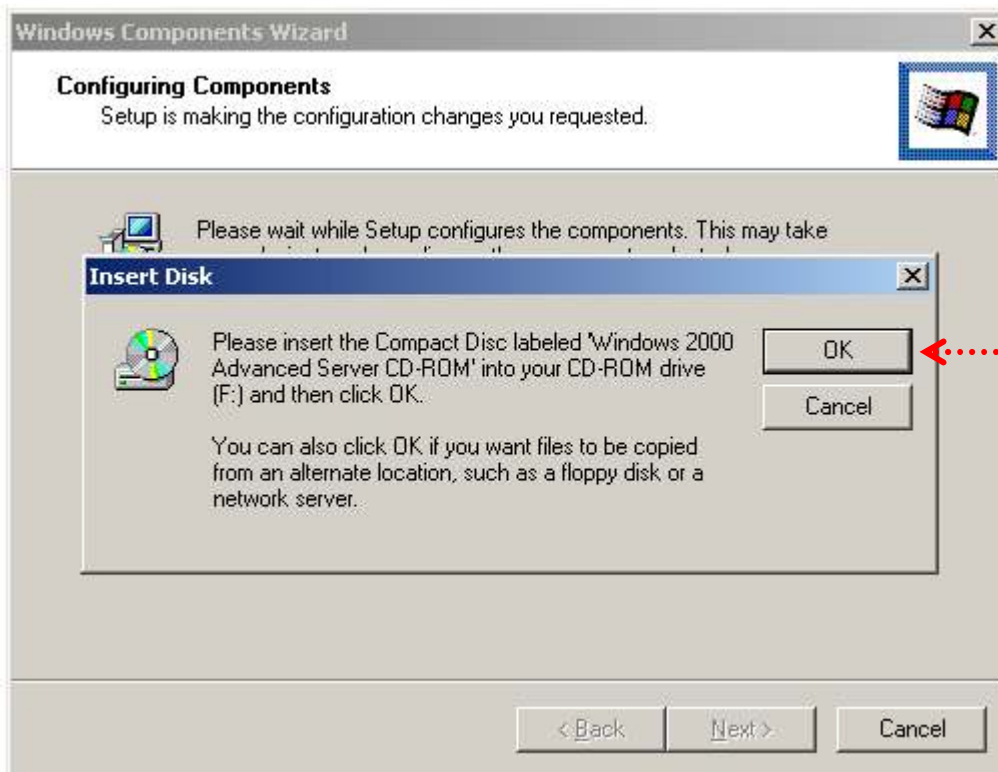 Windows Components Wizard
Configuring Components
Setup is making the configuration changes you requested.
Please wait while Setup configures the components. This may take
Insert Disk
Please insert the Compact Disc labeled 'Windows 2000
Advanced Server CD-ROM' into your CD-ROM drive
(F:) and then click OK.
You can also click OK if you want files to be copied
from an alternate location, such as a floppy disk or a
network server.
OK
Cancel
< Back
Next >
Cancel